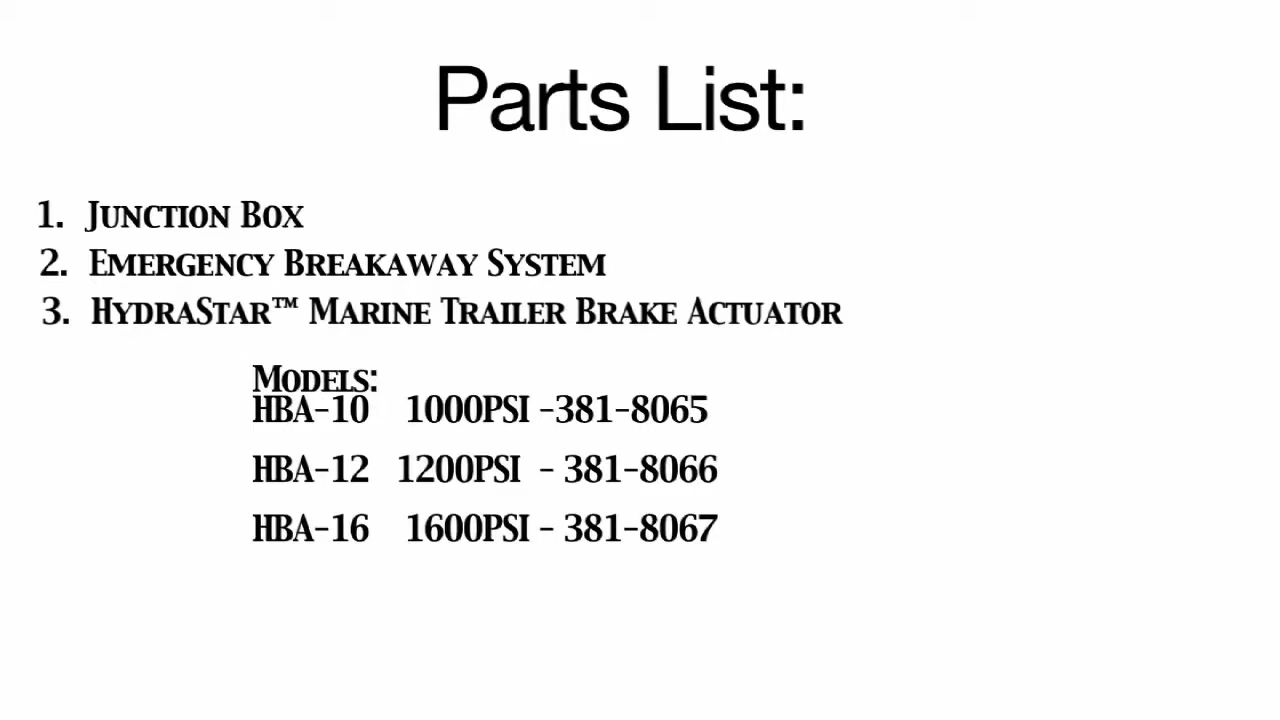 Parts List:
1. Junction Box
2. Emergency Breakaway System
3. HydraStar™ Marine Trailer Brake Actuator
Models:
HBA-10 1000PSI -381-8065
HBA-12 1200PSI - 381-8066
HBA-16 1600PSI - 381-8067